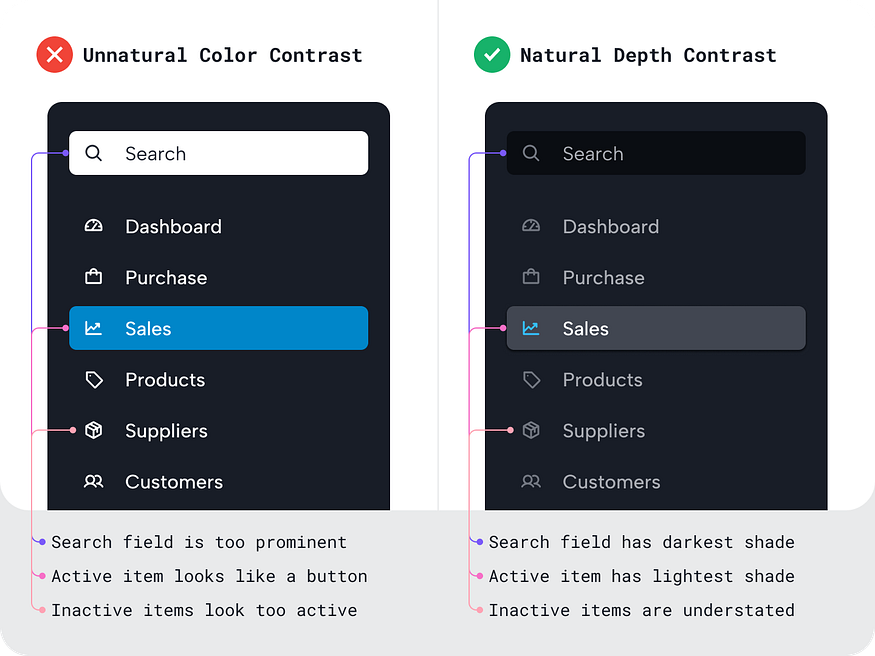 Unnatural Color Contrast
Search
Dashboard
Purchase
Sales
Products
Suppliers
Customers
Search field is too prominent
Active item looks like a button
Inactive items look too active
Natural Depth Contrast
Search
Dashboard
Purchase
Sales
Products
Suppliers
Customers
Search field has darkest shade
Active item has lightest shade
Inactive items are understated